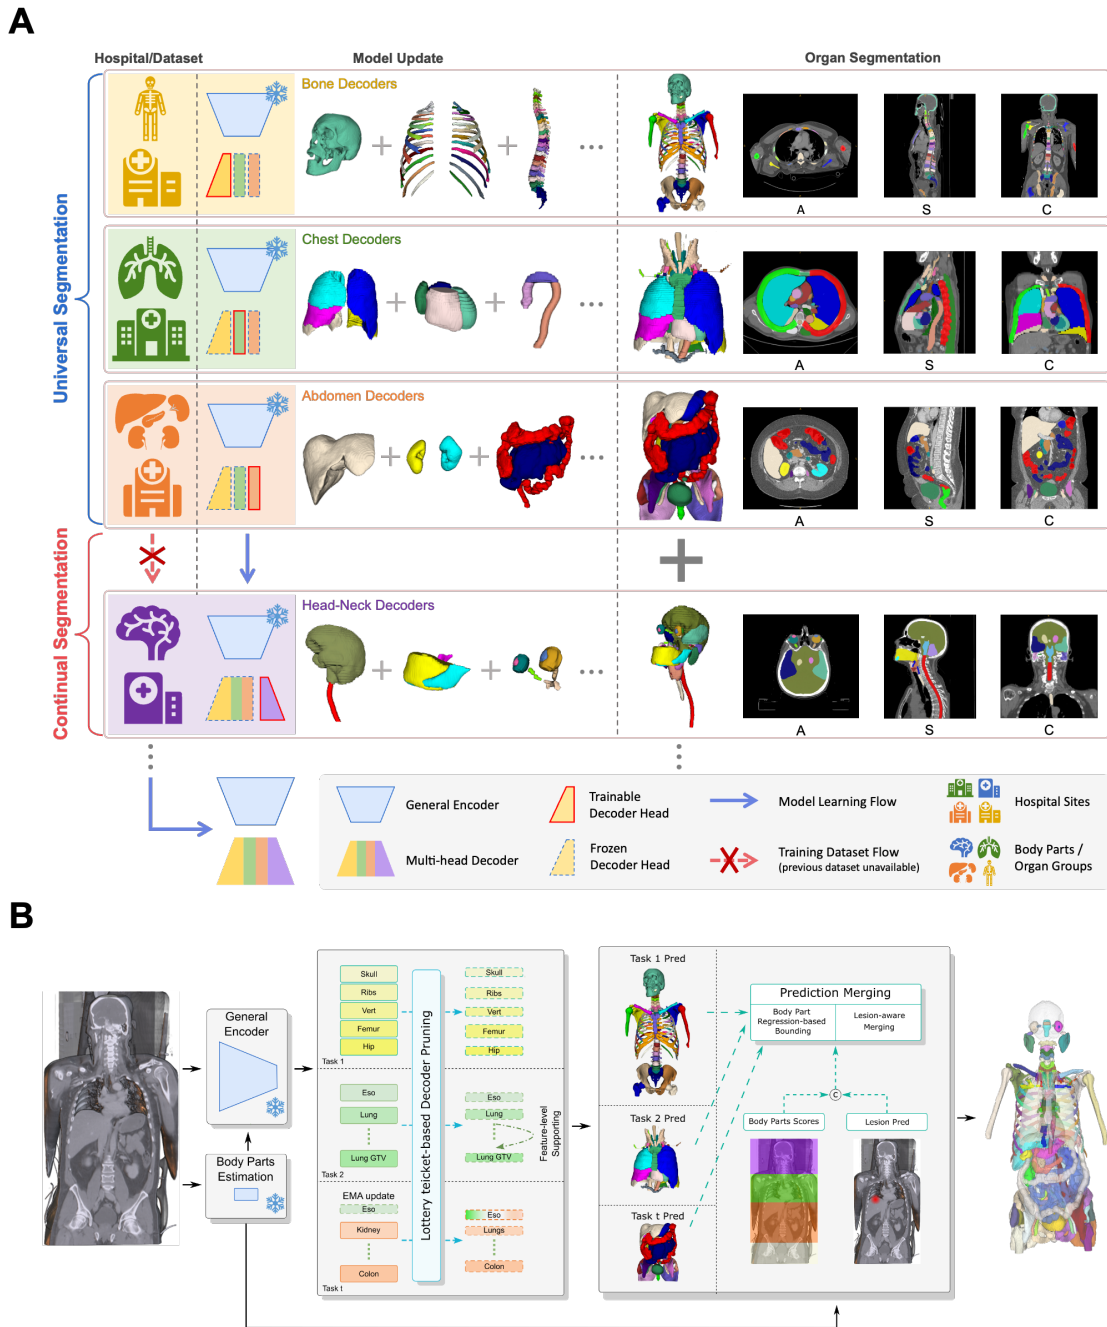 A
Hospital/Dataset
Model Update
Organ Segmentation
Universal Segmentation
Bone Decoders
A
S
C
Chest Decoders
A
S
C
Abdomen Decoders
A
S
C
Continual Segmentation
Head-Neck Decoders
A
S
C
General Encoder
Trainable
Decoder Head
Model Learning Flow
Hospital Sites
Multi-head Decoder
Frozen
Decoder Head
Training Dataset Flow
(previous dataset unavailable)
Body Parts /
Organ Groups
B
General
Encoder
Body Parts
Estimation
Skull
Ribs
Vert
Femur
Hip
Task 1
Eso
Lung
Lung GTV
Task 2
EMA update
Eso
Kidney
Colon
Task t
Lottery teicket-based Decoder Pruning
Skull
Ribs
Vert
Femur
Hip
Eso
Lung
Lung GTV
Feature-level
Supporting
Eso
Lungs
Colon
Task 1 Pred
Task 2 Pred
Task t Pred
Prediction Merging
Body Part
Regression-based
Bounding
Lesion-aware
Merging
C
Body Parts Scores
Lesion Pred